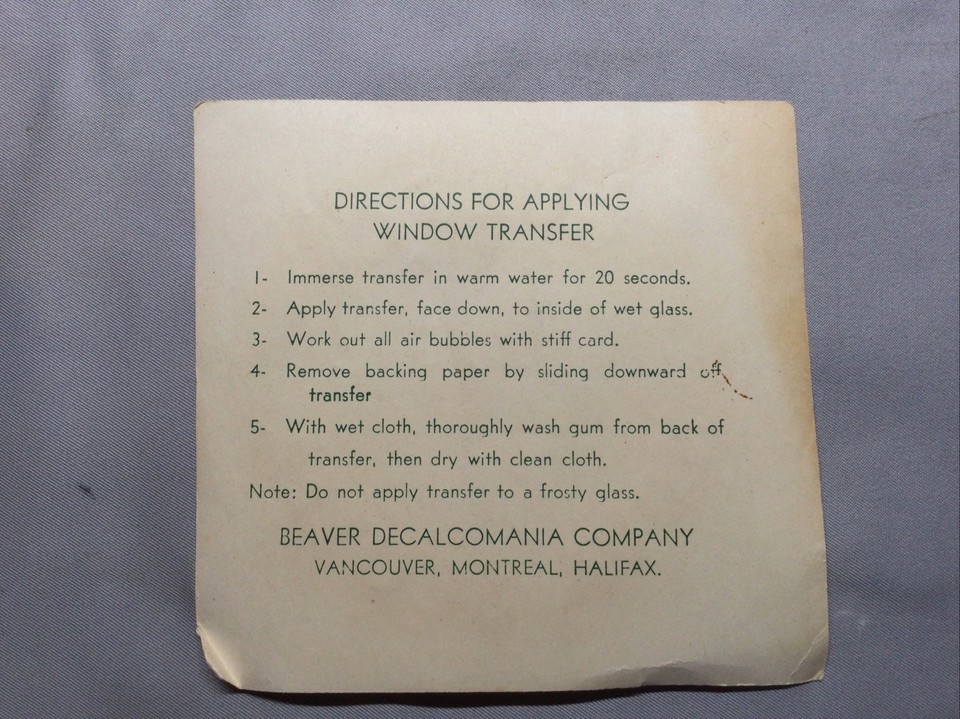 DIRECTIONS FOR APPLYING
WINDOW TRANSFER
1- Immerse transfer in warm water for 20 seconds.
2- Apply transfer, face down, to inside of wet glass.
3- Work out all air bubbles with stiff card.
4- Remove backing paper by sliding downward off
transfer
5- With wet cloth, thoroughly wash gum from back of
transfer, then dry with clean cloth.
Note: Do not apply transfer to a frosty glass.
BEAVER DECALCOMANIA COMPANY
VANCOUVER, MONTREAL, HALIFAX.